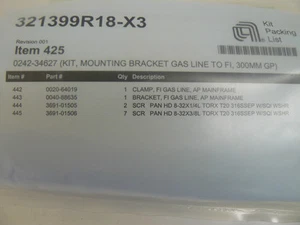 321399R18-X3
Kit
Packing
List
Revision 001
Item 425
0242-34627 (KIT, MOUNTING BRACKET GAS LINE TO FI, 300MM GP)
Item # Part # Qty Description
442 0020-64019 1 CLAMP, FI GAS LINE, AP MAINFRAME
443 0040-88635 1 BRACKET, FI GAS LINE, AP MAINFRAME
444 3691-01505 2 SCR PAN HD 8-32X1/4L TORX T20 316SSEP W/SQ/
445 3691-01506 7 SCR PAN HD 8-32X3/8L TORX T20 316SSEP W/SQ/